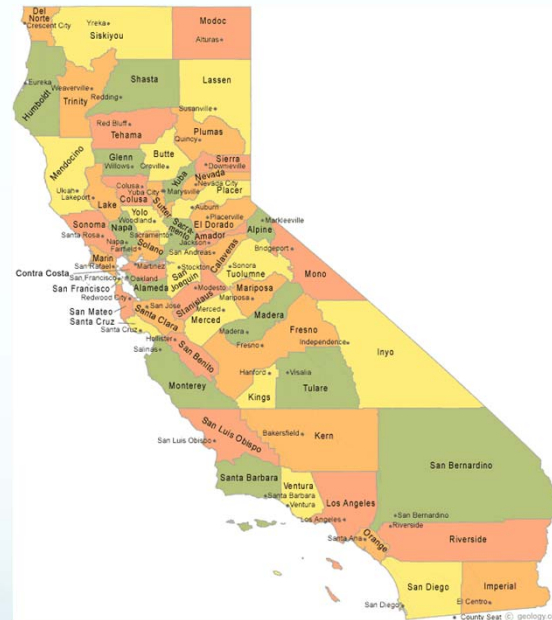 Del
Norte
Crescent City
Yreka
Siskiyou
Modoc
Alturas
Eureka
Humboldt
Weaverville
Trinity
Shasta
Redding
Lassen
Susanville
Red Bluff
Tehama
Plumas
Quincy
Mendocino
Glenn
Willows
Butte
Oroville
Sierra
Downieville
Ukiah
Lakeport
Lake
Colusa
Colusa
Yuba City
Yuba
Marysville
Sutter
Nevada
Nevada City
Placer
Auburn
Yolo
Woodland
Placerville
El Dorado
Sonoma
Santa Rosa
Napa
Napa
Sacramento
Sacra-
mento
Amador
Jackson
Alpine
Markleeville
Solano
Fairfield
Marin
San Rafael
San Andreas
Calaveras
Bridgeport
Contra Costa
Martinez
Stockton
San
Joaquin
Sonora
Tuolumne
Mono
San Francisco
San Francisco
Oakland
Alameda
Redwood City
Modesto
Stanislaus
Mariposa
Mariposa
San Mateo
San Jose
Santa Clara
Merced
Merced
Madera
Madera
Santa Cruz
Santa Cruz
Hollister
San Benito
Salinas
Fresno
Fresno
Independence
Inyo
Monterey
Hanford
Kings
Visalia
Tulare
San Luis Obispo
San Luis Obispo
Bakersfield
Kern
San Bernardino
Santa Barbara
Santa Barbara
Ventura
Ventura
Los Angeles
Los Angeles
San Bernardino
Riverside
Riverside
Santa Ana
Orange
San Diego
San Diego
Imperial
El Centro
County Seat © geology.co